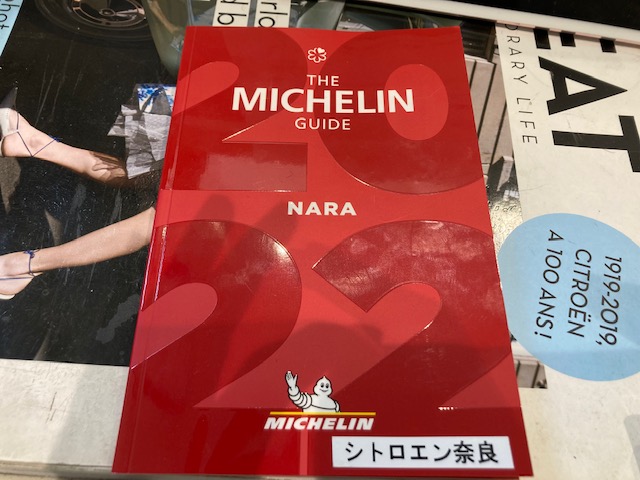 THE
MICHELIN
GUIDE
2022
NARA
MICHELIN
シトロエン奈良
EAT
RARY LIFE
1919-2019,
CITROËN
A 100 ANS!